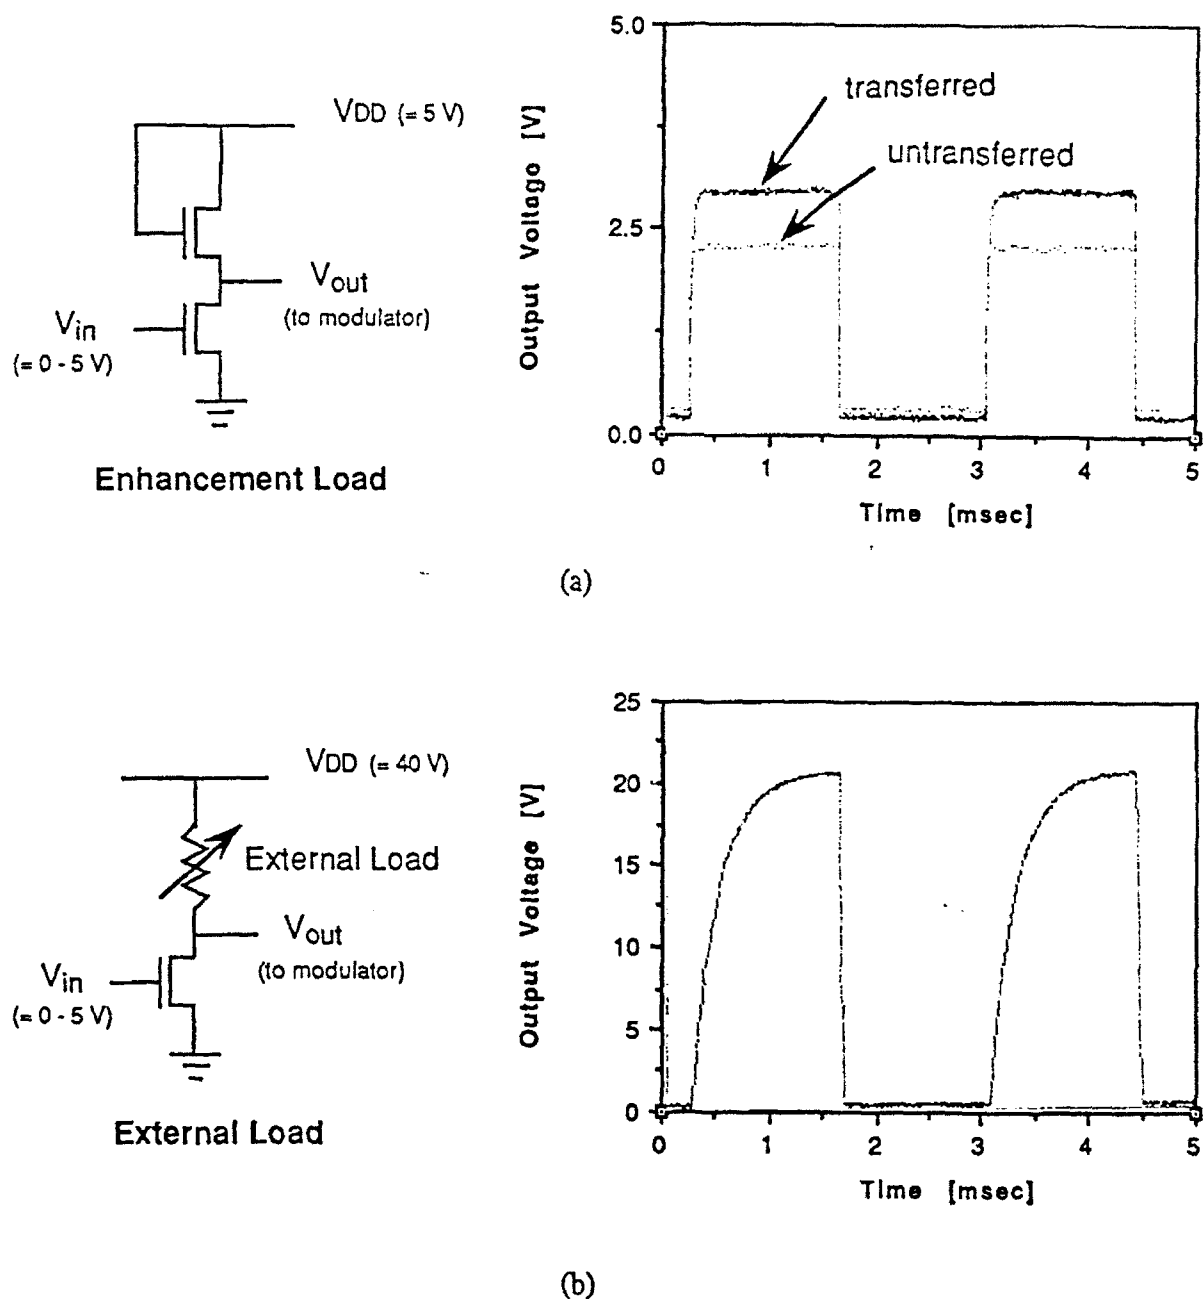 VDD (= 5 V)
Vout
(to modulator)
Vin
(= 0 - 5 V)
Enhancement Load
5.0
2.5
0.0
Output Voltage [V]
transferred
untransferred
0 1 2 3 4 5
Time [msec]
(a)
VDD (= 40 V)
External Load
Vout
(to modulator)
Vin
(= 0 - 5 V)
External Load
25
20
15
10
5
0
Output Voltage [V]
0 1 2 3 4 5
Time [msec]
(b)